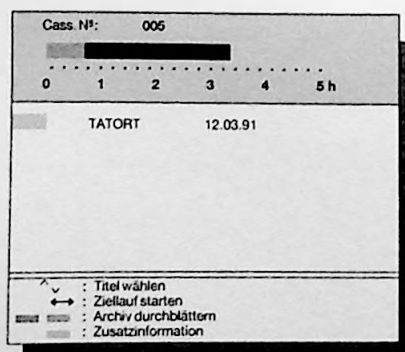 Cass. Nº: 005
0 1 2 3 4 5 h
TATORT 12.03.91
: Titel wählen
: Ziellauf starten
: Archiv durchblättern
: Zusatzinformation